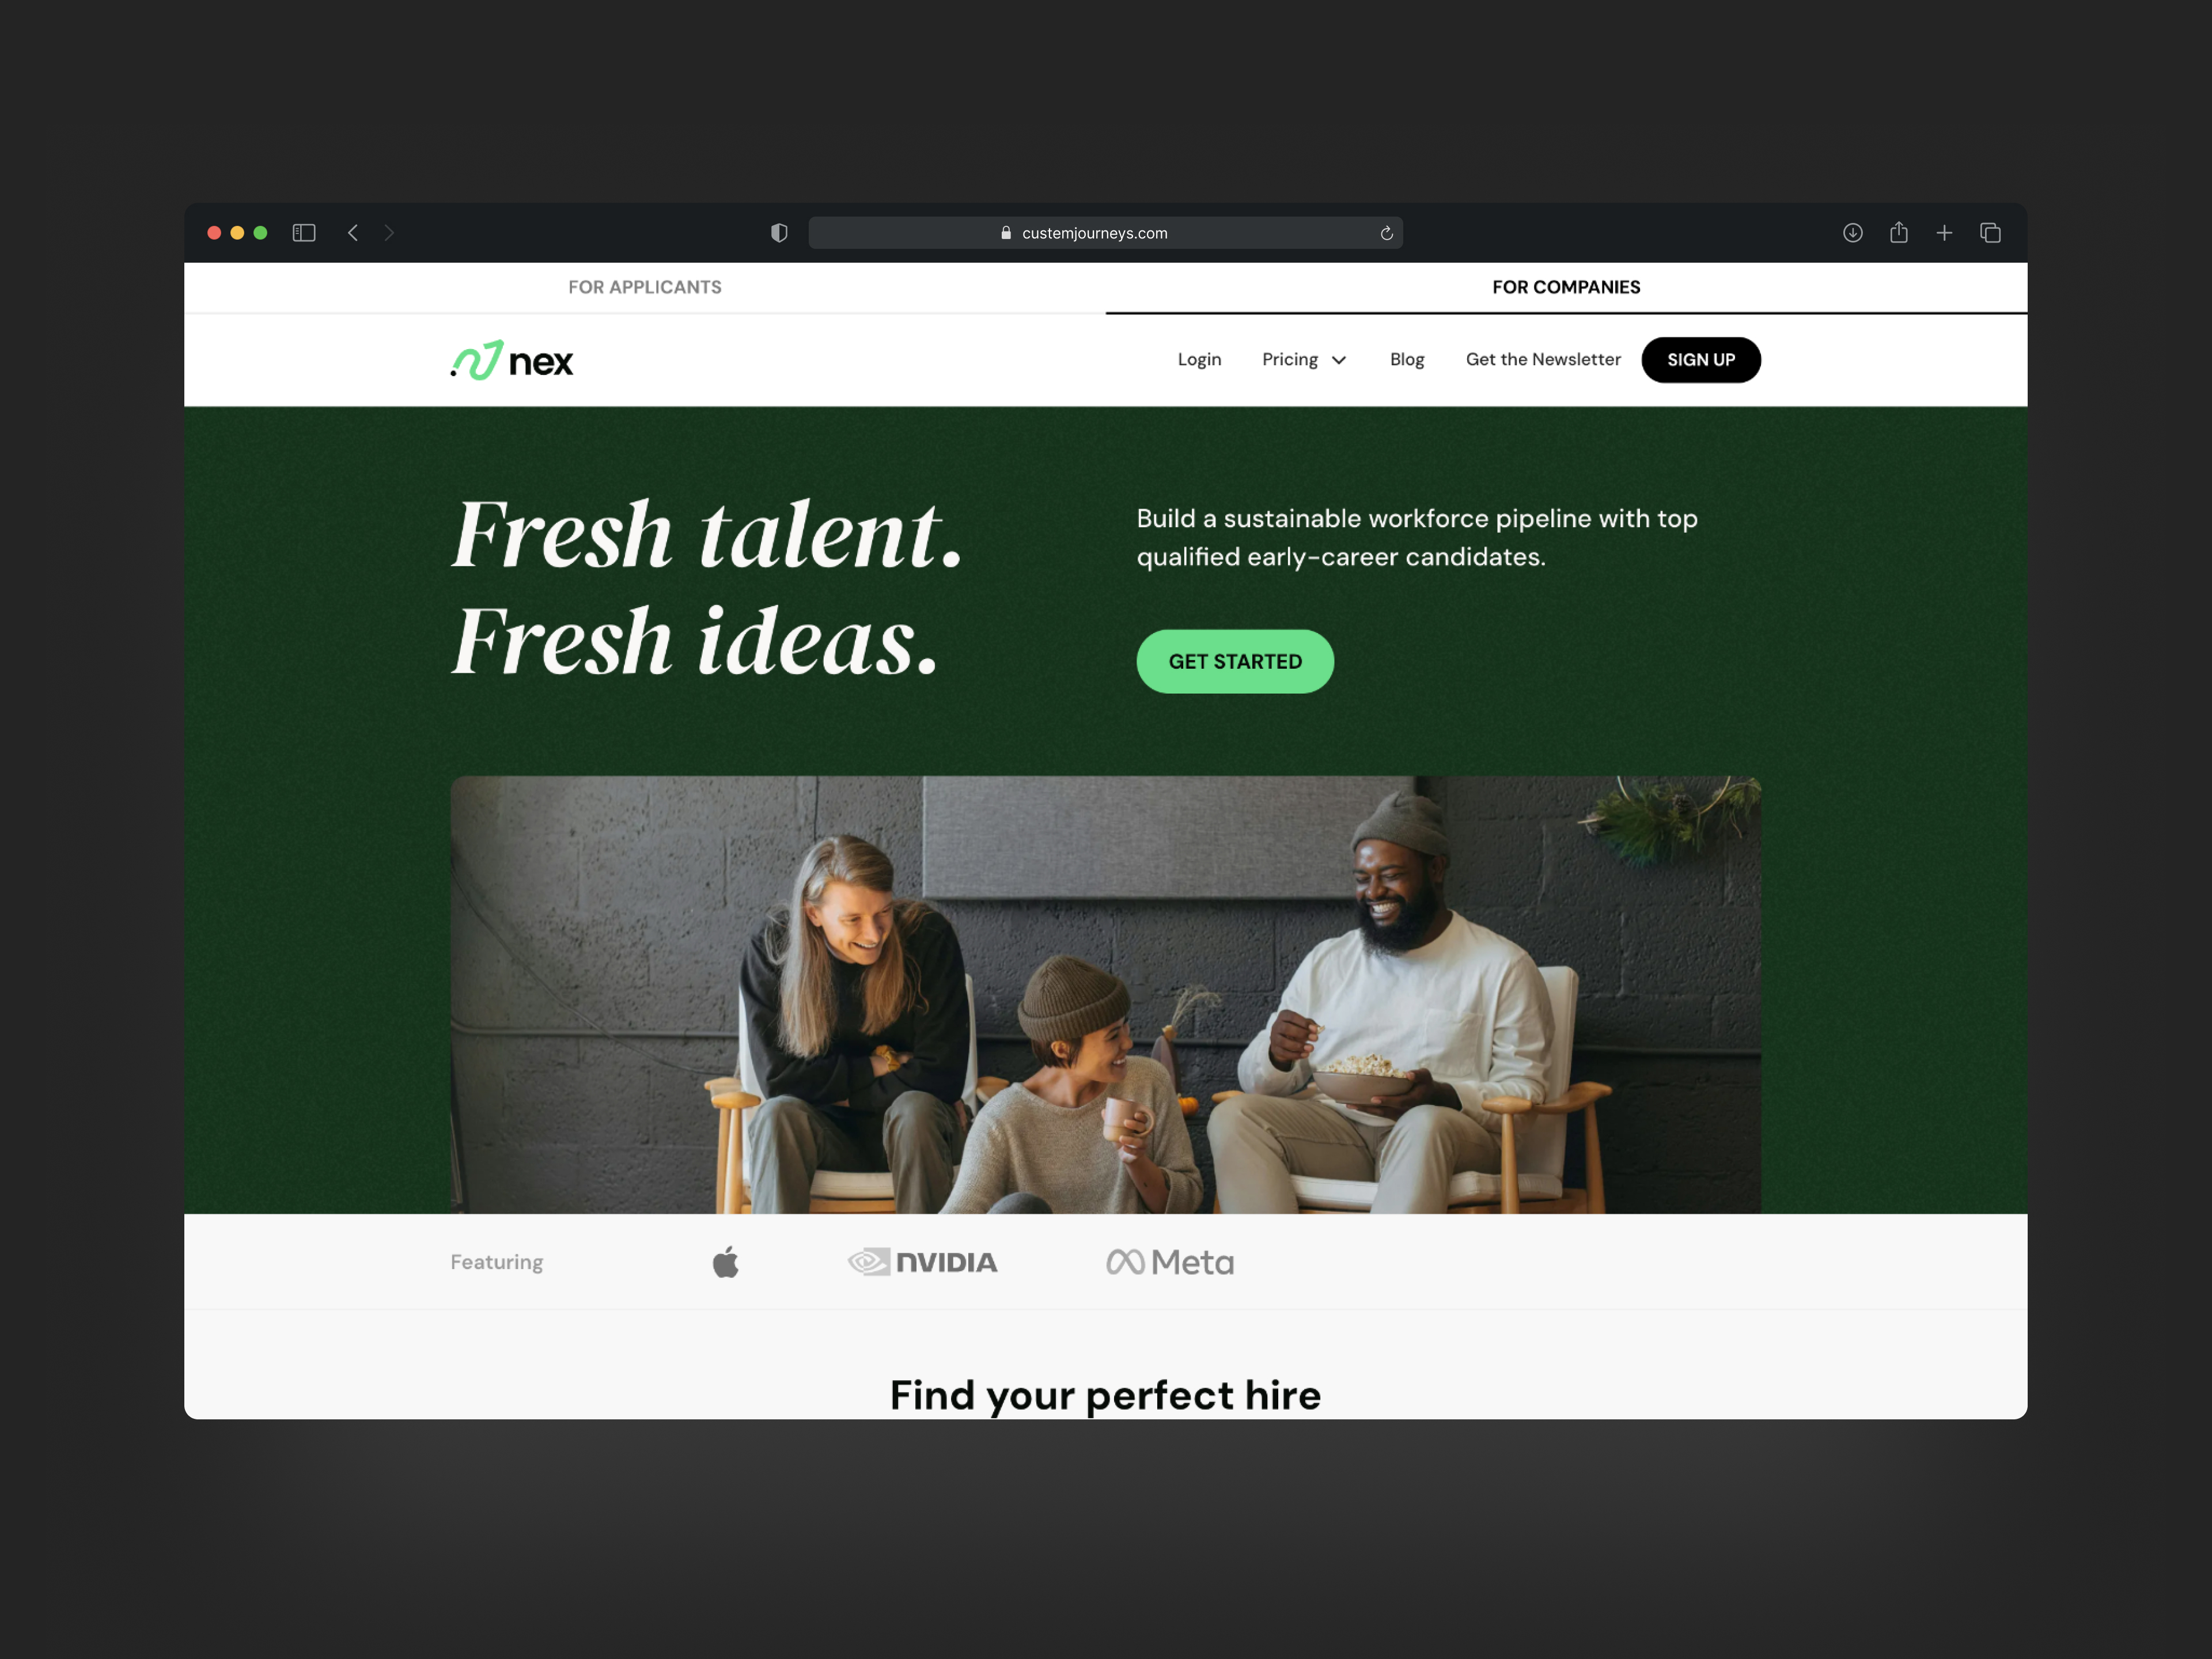 custemjourneys.com
FOR APPLICANTS
FOR COMPANIES
nex
Login
Pricing
Blog
Get the Newsletter
SIGN UP
Fresh talent.
Fresh ideas.
Build a sustainable workforce pipeline with top
qualified early-career candidates.
GET STARTED
Featuring
NVIDIA
Meta
Find your perfect hire